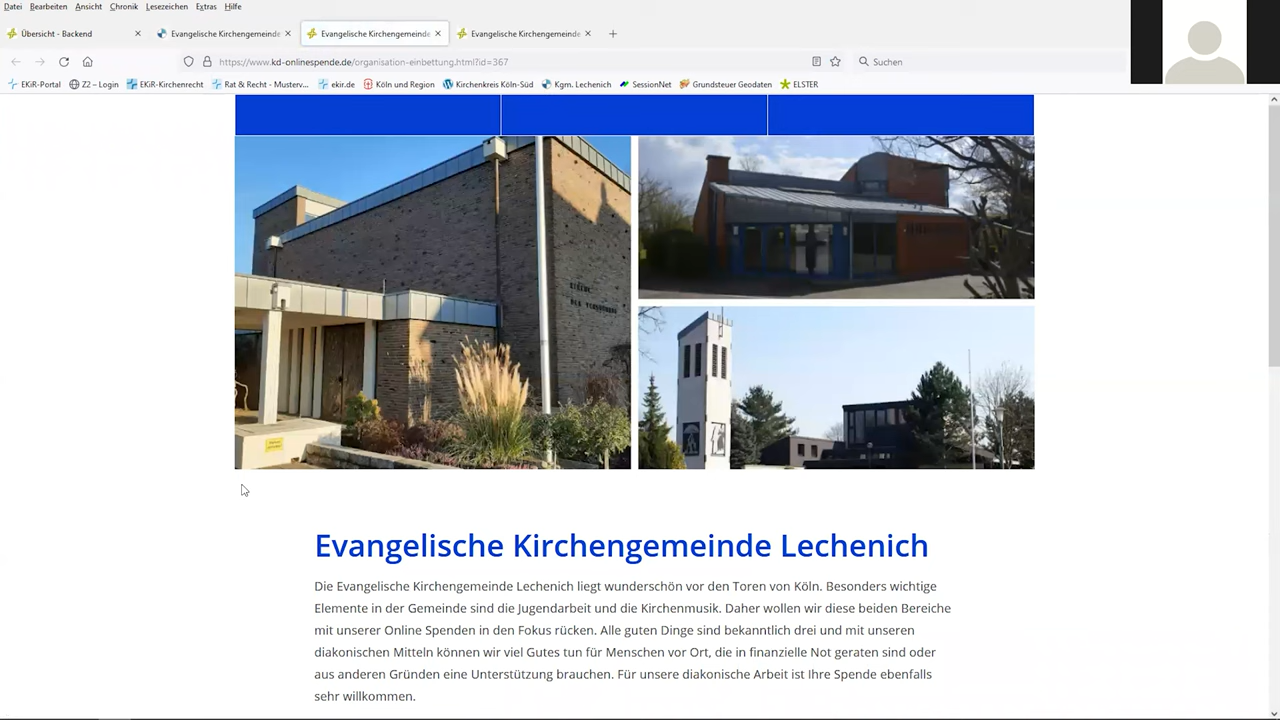 Datei Bearbeiten Ansicht Chronik Lesezeichen Extras Hilfe
Übersicht - Backend
Evangelische Kirchengemeinde
Evangelische Kirchengemeinde
Evangelische Kirchengemeinde
https://www.kd-onlinespende.de/organisation-einbettung.html?id=367
Suchen
EKiR-Portal Z2 – Login EKiR-Kirchenrecht Rat & Recht - Musterv... ekir.de Köln und Region Kirchenkreis Köln-Süd Kgm. Lechenich SessionNet Grundsteuer Geodaten ELSTER
Evangelische Kirchengemeinde Lechenich
Die Evangelische Kirchengemeinde Lechenich liegt wunderschön vor den Toren von Köln. Besonders wichtige
Elemente in der Gemeinde sind die Jugendarbeit und die Kirchenmusik. Daher wollen wir diese beiden Bereiche
mit unserer Online Spenden in den Fokus rücken. Alle guten Dinge sind bekanntlich drei und mit unseren
diakonischen Mitteln können wir viel Gutes tun für Menschen vor Ort, die in finanzielle Not geraten sind oder
aus anderen Gründen eine Unterstützung brauchen. Für unsere diakonische Arbeit ist Ihre Spende ebenfalls
sehr willkommen.